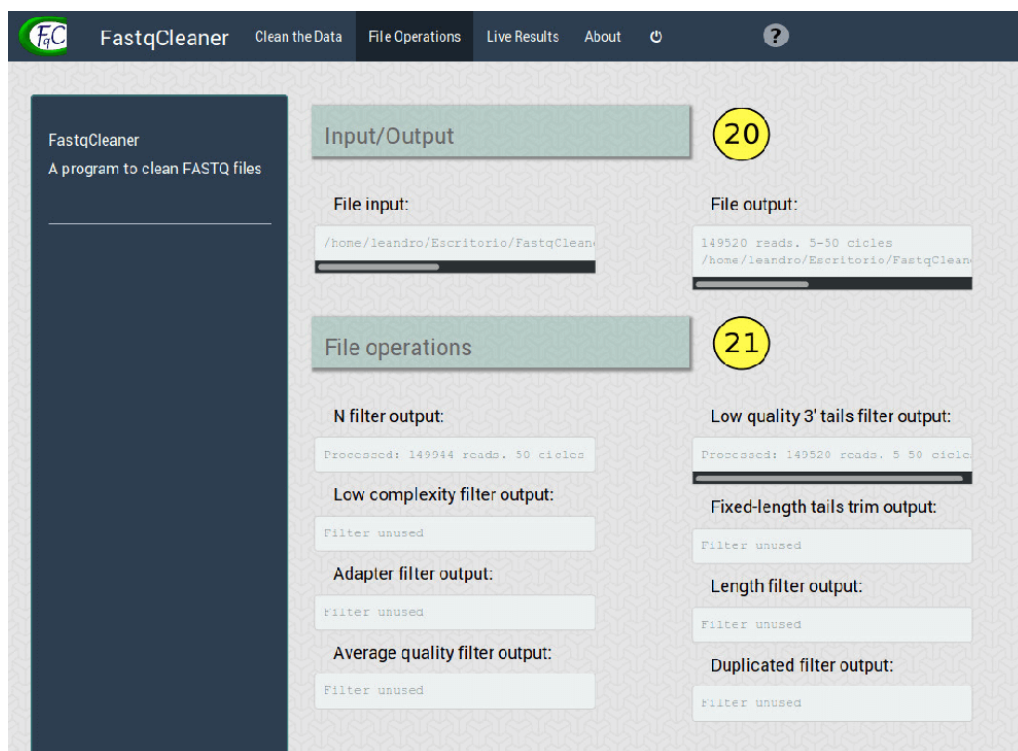 FqC FastqCleaner Clean the Data File Operations Live Results About ?
FastqCleaner
A program to clean FASTQ files
Input/Output 20
File input: File output:
/home/leandro/Escritorio/FastqClean 149520 reads. 5-50 cicles
/home/leandro/Escritorio/FastqClean
File operations 21
N filter output: Low quality 3' tails filter output:
Processed: 149944 reads. 50 cicles Processed: 149520 reads. 5 50 cicle
Low complexity filter output: Fixed-length tails trim output:
Filter unused Filter unused
Adapter filter output: Length filter output:
Filter unused Filter unused
Average quality filter output: Duplicated filter output:
Filter unused Filter unused